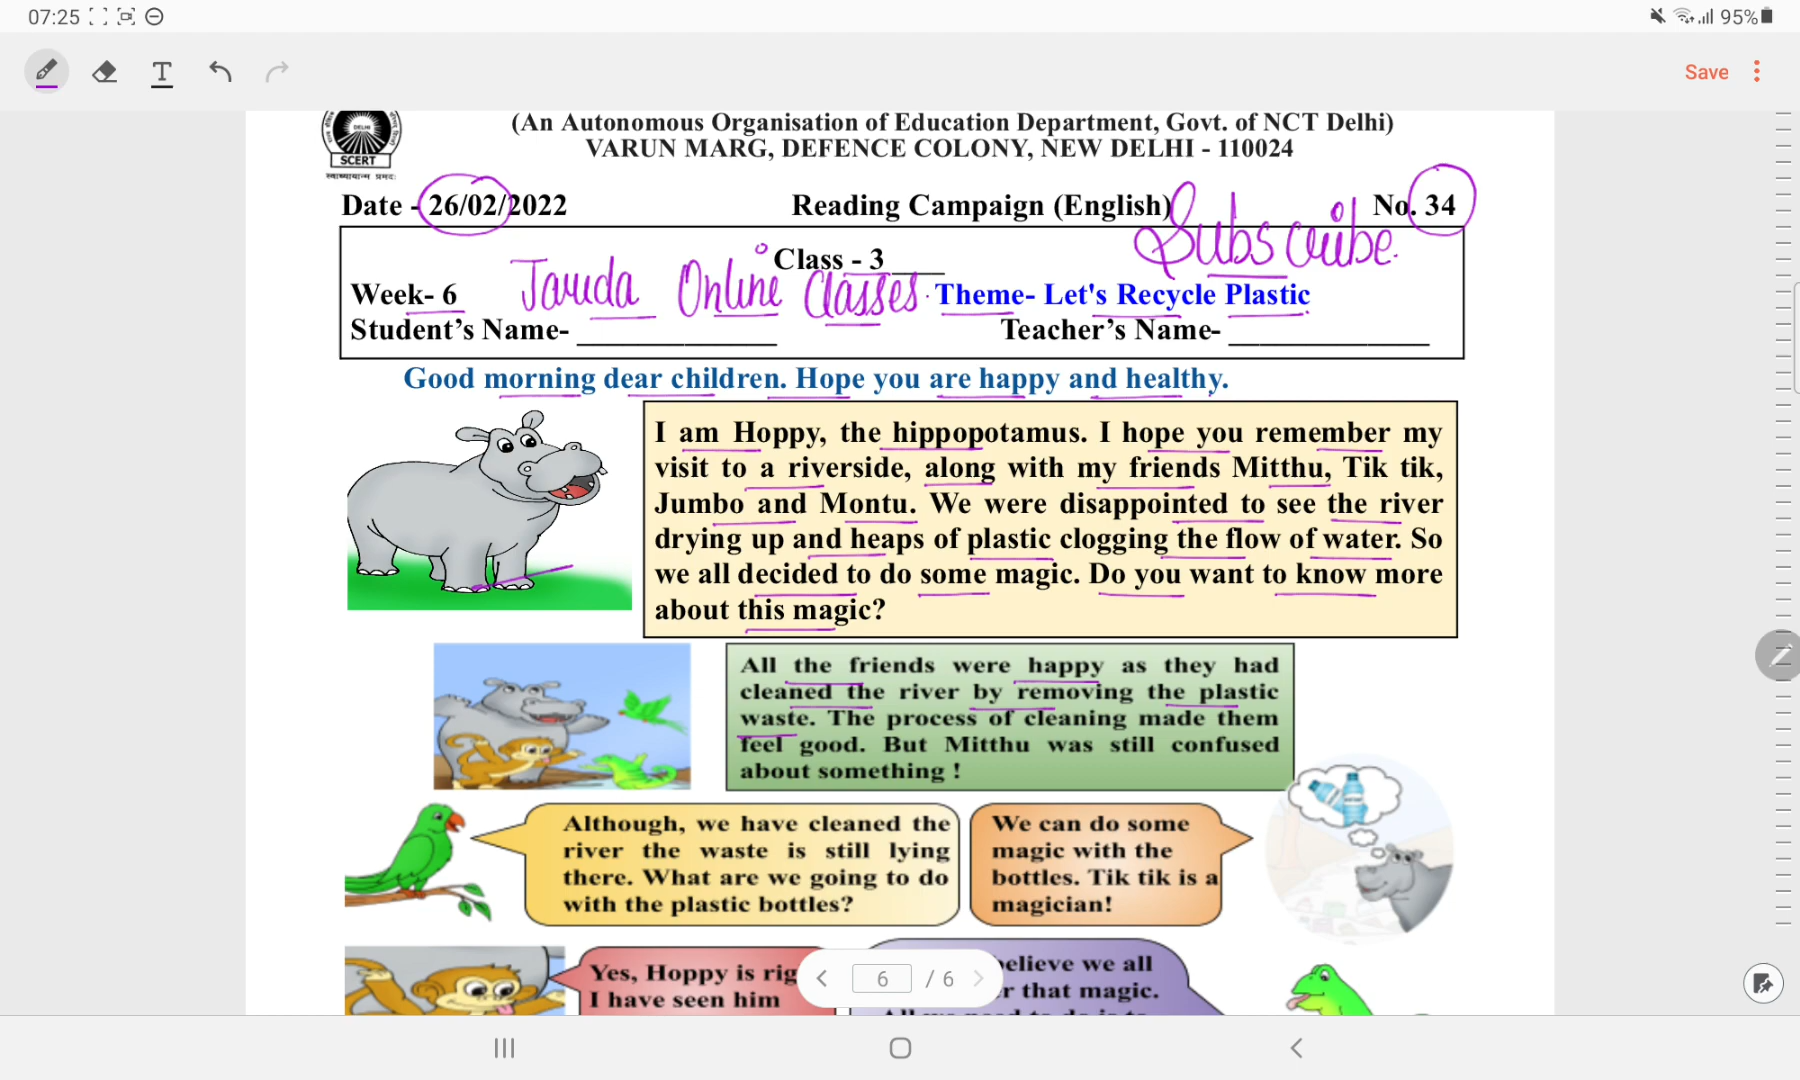 07:25
95%
Save
(An Autonomous Organisation of Education Department, Govt. of NCT Delhi)
VARUN MARG, DEFENCE COLONY, NEW DELHI - 110024
DELHI
SCERT
Date - 26/02/2022 Reading Campaign (English) No. 34
Subscribe
Class - 3
Week- 6 Jaruda Online Classes Theme- Let's Recycle Plastic
Student’s Name- Teacher’s Name-
Good morning dear children. Hope you are happy and healthy.
I am Hoppy, the hippopotamus. I hope you remember my
visit to a riverside, along with my friends Mitthu, Tik tik,
Jumbo and Montu. We were disappointed to see the river
drying up and heaps of plastic clogging the flow of water. So
we all decided to do some magic. Do you want to know more
about this magic?
All the friends were happy as they had
cleaned the river by removing the plastic
waste. The process of cleaning made them
feel good. But Mitthu was still confused
about something !
Although, we have cleaned the
river the waste is still lying
there. What are we going to do
with the plastic bottles?
We can do some
magic with the
bottles. Tik tik is a
magician!
Yes, Hoppy is rig
I have seen him
believe we all
r that magic.
6 / 6